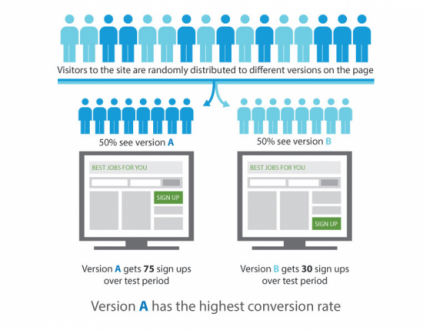 Visitors to the site are randomly distributed to different versions on the page
50% see version A
50% see version B
BEST JOBS FOR YOU
SIGN UP
BEST JOBS FOR YOU
SIGN UP
Version A gets 75 sign ups
over test period
Version B gets 30 sign ups
over test period
Version A has the highest conversion rate